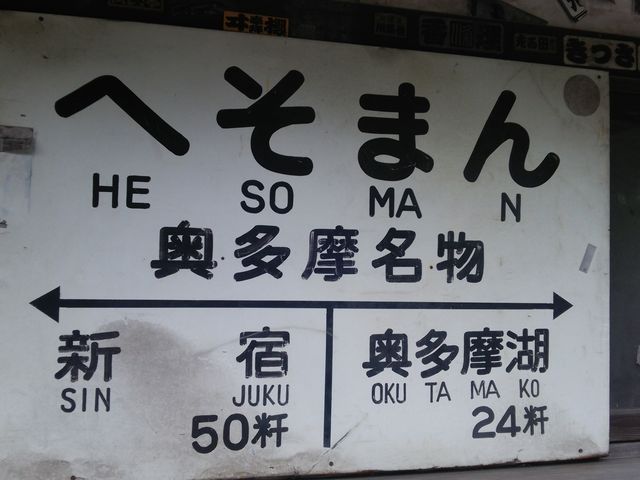 へそまん
HE SO MA N
奥多摩名物
新宿 奥多摩湖
SIN JUKU OKU TA MA KO
50粁 24粁